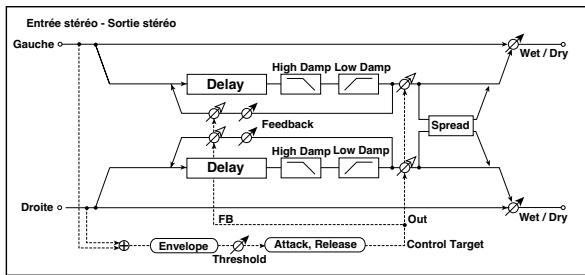 Entrée stéréo - Sortie stéréo
Gauche
Wet / Dry
High Damp Low Damp
Delay
Feedback
Spread
High Damp Low Damp
Delay
Droite
FB
Out
Wet / Dry
Envelope
Threshold
Attack, Release
Control Target